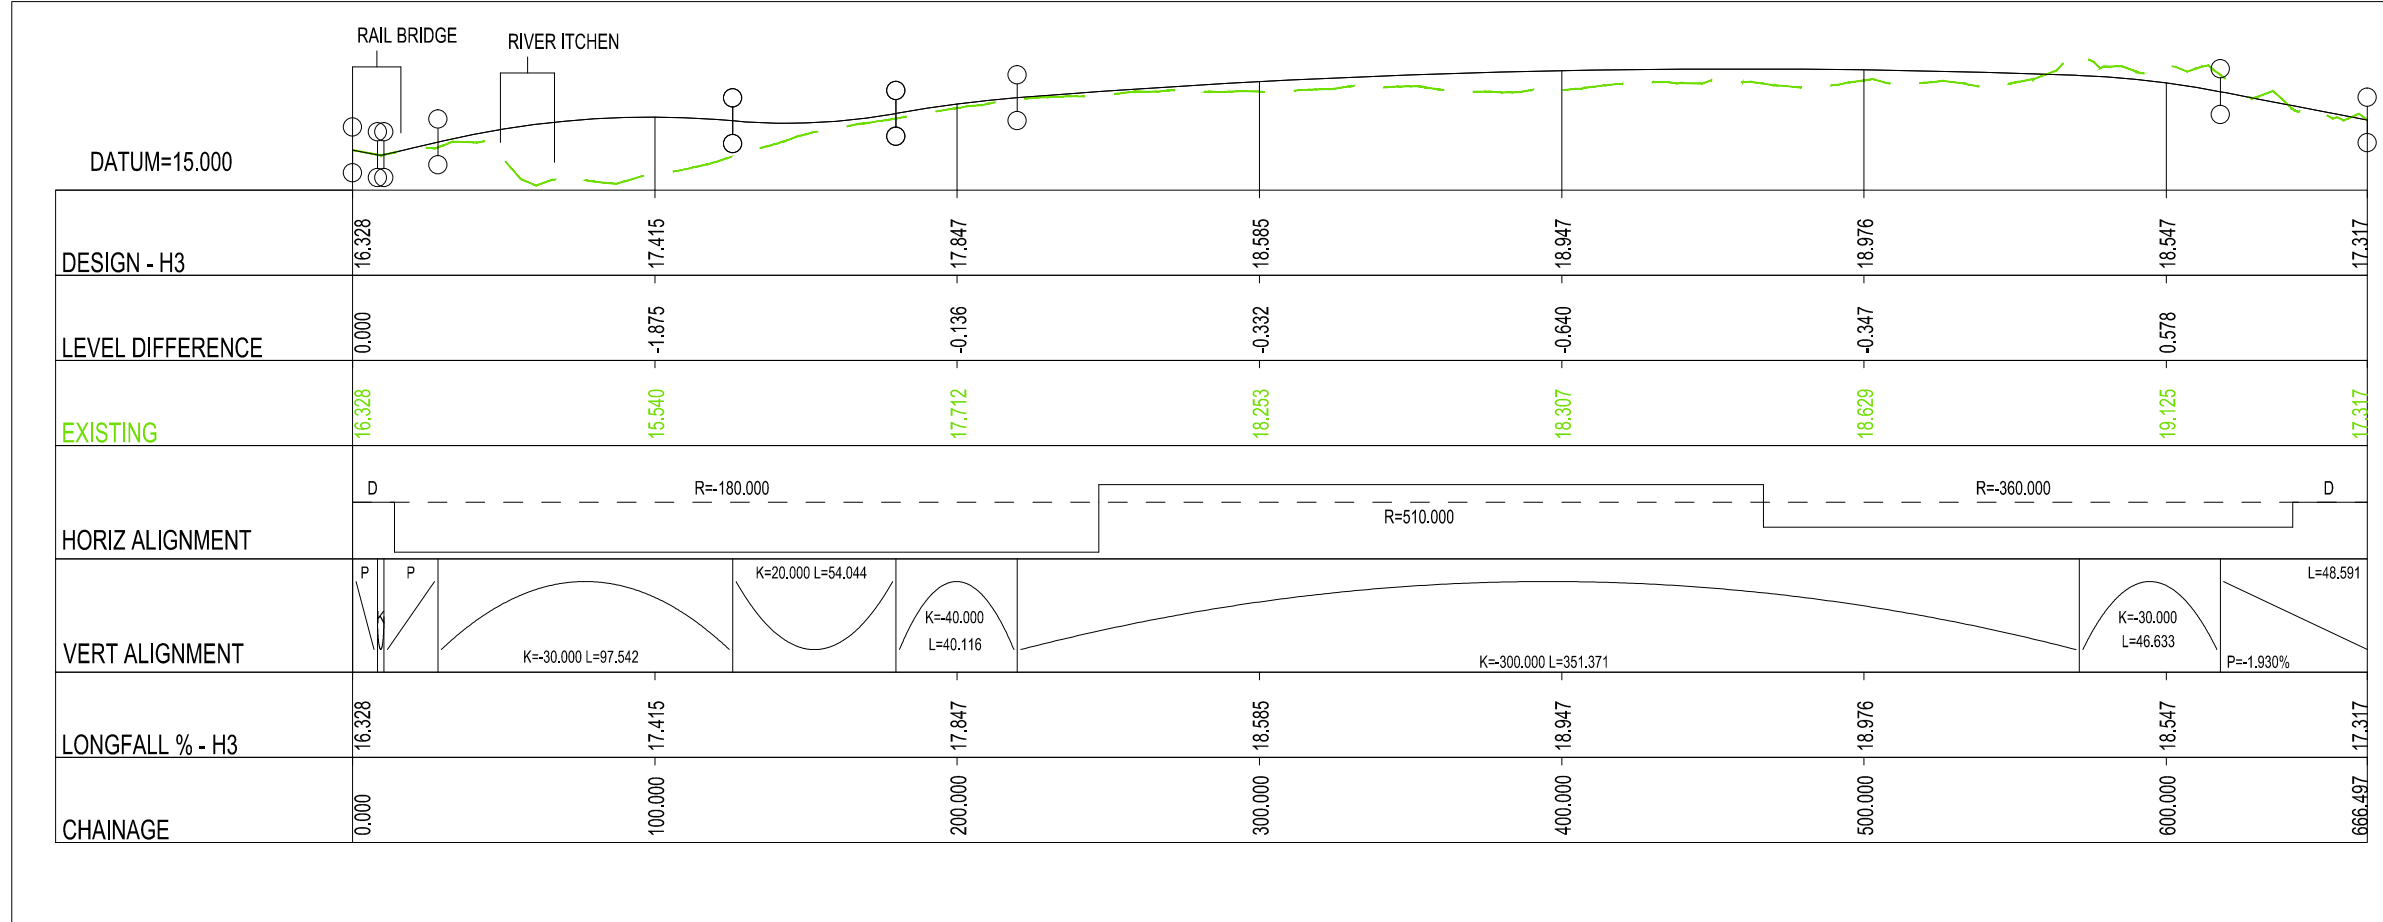 RAIL BRIDGE
RIVER ITCHEN
DATUM=15.000
DESIGN - H3
16.328
17.415
17.847
18.585
18.947
18.976
18.547
17.317
LEVEL DIFFERENCE
0.000
-1.875
-0.136
-0.332
-0.640
-0.347
0.578
EXISTING
16.328
15.540
17.712
18.253
18.307
18.629
19.125
17.317
HORIZ ALIGNMENT
D
R=-180.000
R=510.000
R=-360.000
D
VERT ALIGNMENT
P
K
P
K=-30.000 L=97.542
K=20.000 L=54.044
K=-40.000
L=40.116
K=-300.000 L=351.371
K=-30.000
L=46.633
L=48.591
P=-1.930%
LONGFALL % - H3
16.328
17.415
17.847
18.585
18.947
18.976
18.547
17.317
CHAINAGE
0.000
100.000
200.000
300.000
400.000
500.000
600.000
666.497